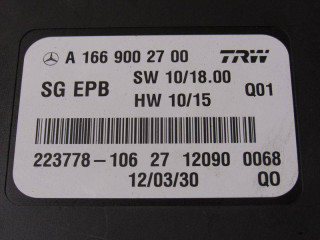 A 166 900 27 00 TRW
SG EPB SW 10/18.00 Q01
HW 10/15
223778-106 27 12090 0068
12/03/30 QO